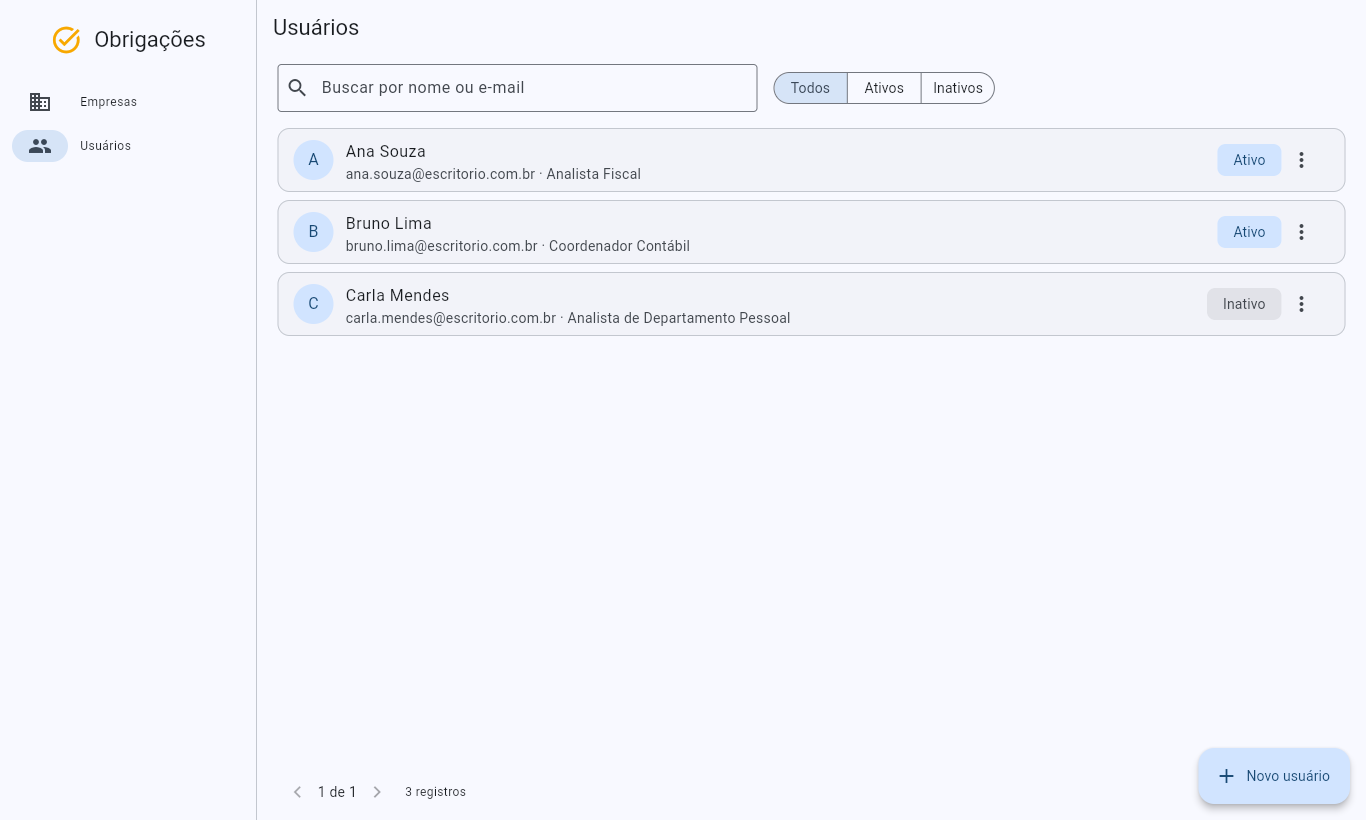 Obrigações
Empresas
Usuários
Usuários
Buscar por nome ou e-mail
Todos
Ativos
Inativos
A
Ana Souza
ana.souza@escritorio.com.br · Analista Fiscal
Ativo
B
Bruno Lima
bruno.lima@escritorio.com.br · Coordenador Contábil
Ativo
C
Carla Mendes
carla.mendes@escritorio.com.br · Analista de Departamento Pessoal
Inativo
1 de 1
3 registros
Novo usuário